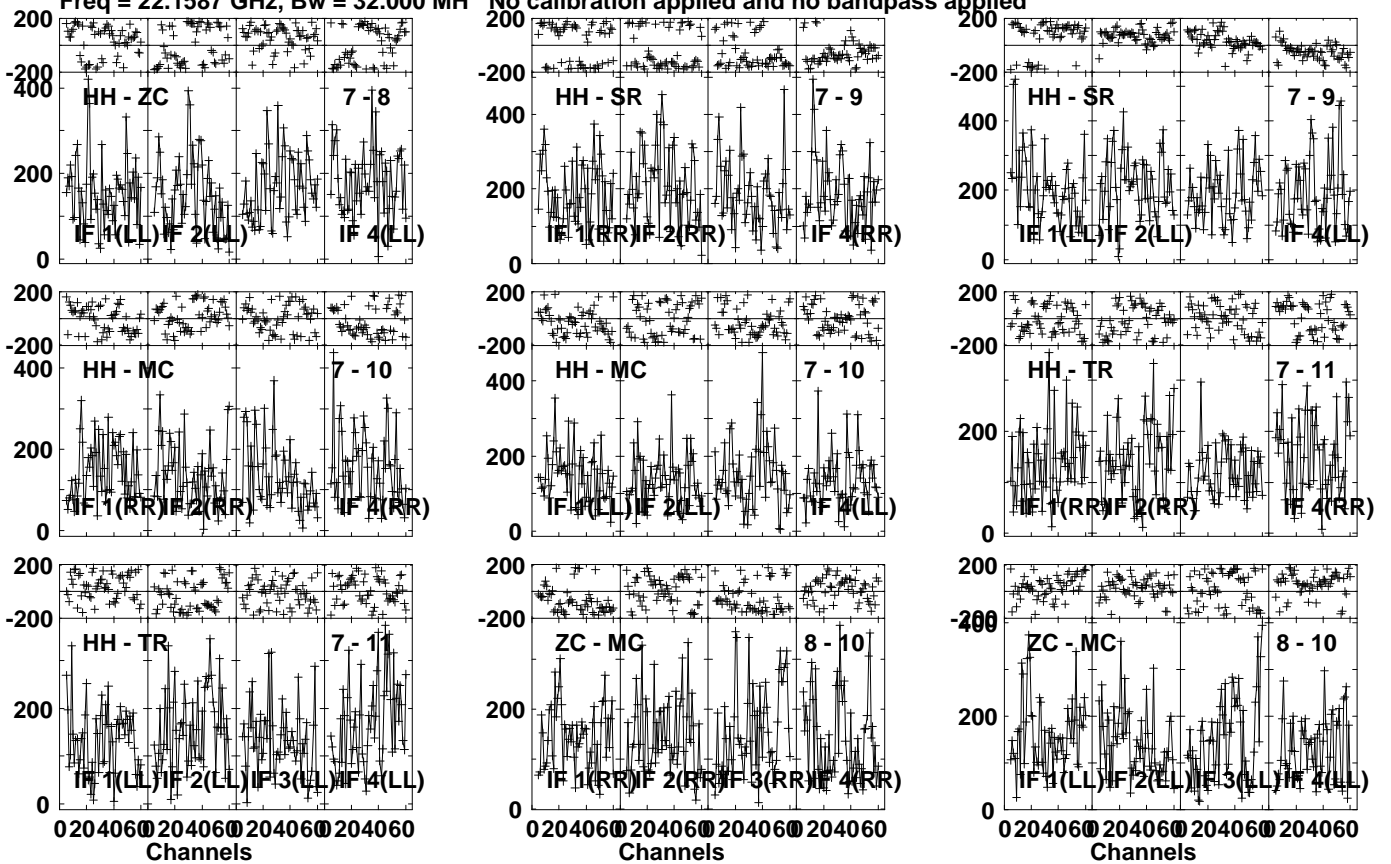 Freq = 22.1587 GHz, Bw = 32.000 MH No calibration applied and no bandpass applied
200
-200
400
200
0
HH - ZC 7 - 8
IF 1(LL) IF 2(LL) IF 4(LL)
200
-200
400
200
0
HH - SR 7 - 9
IF 1(RR) IF 2(RR) IF 4(RR)
200
-200
400
200
0
HH - SR 7 - 9
IF 1(LL) IF 2(LL) IF 4(LL)
200
-200
400
200
0
HH - MC 7 - 10
IF 1(RR) IF 2(RR) IF 4(RR)
200
-200
400
200
0
HH - MC 7 - 10
IF 1(LL) IF 2(LL) IF 4(LL)
200
-200
200
0
HH - TR 7 - 11
IF 1(RR) IF 2(RR) IF 4(RR)
200
-200
200
0
HH - TR 7 - 11
IF 1(LL) IF 2(LL) IF 3(LL) IF 4(LL)
0 20 40 60 0 20 40 60 0 20 40 60 0 20 40 60
Channels
200
-200
200
0
ZC - MC 8 - 10
IF 1(RR) IF 2(RR) IF 3(RR) IF 4(RR)
0 20 40 60 0 20 40 60 0 20 40 60 0 20 40 60
Channels
200
-200
400
200
0
ZC - MC 8 - 10
IF 1(LL) IF 2(LL) IF 3(LL) IF 4(LL)
0 20 40 60 0 20 40 60 0 20 40 60 0 20 40 60
Channels